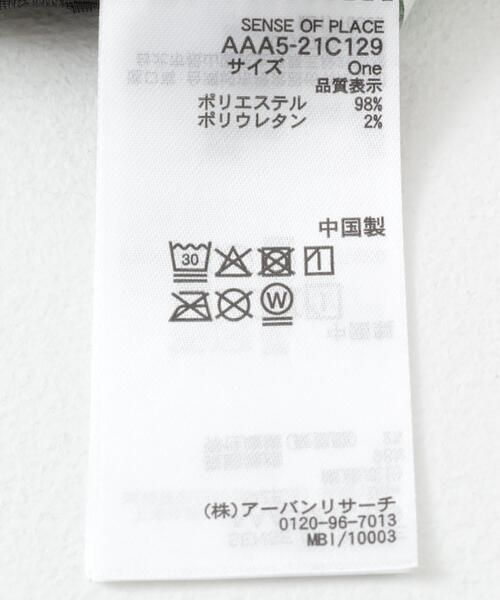 SENSE OF PLACE
AAA5-21C129
サイズ One
品質表示
ポリエステル 98%
ポリウレタン 2%
中国製
30
W
(株)アーバンリサーチ
0120-96-7013
MBI/10003